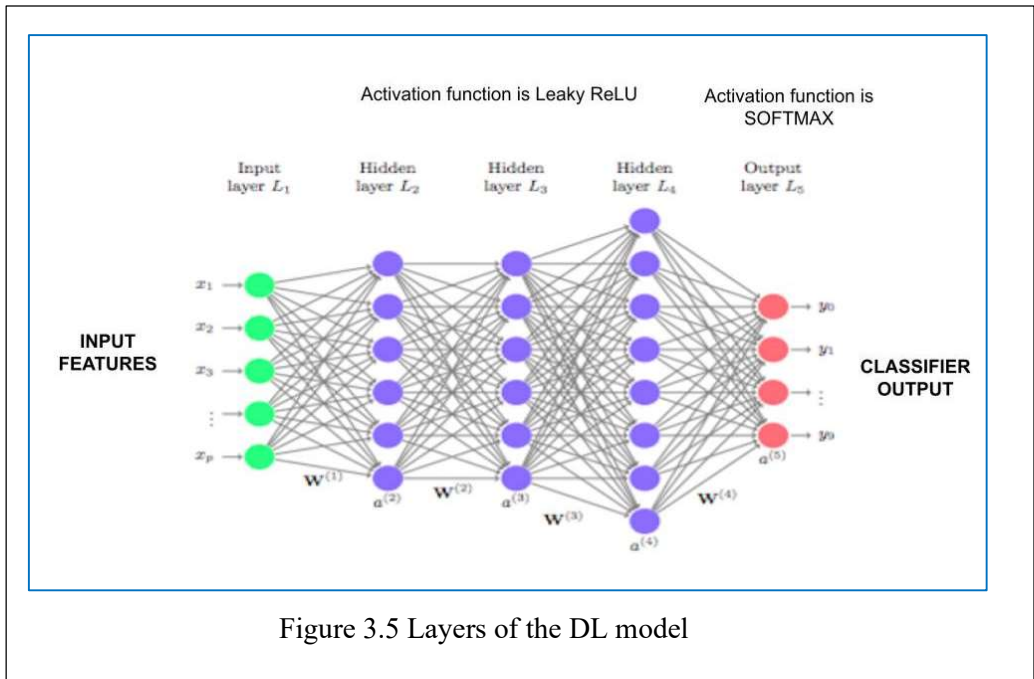 Activation function is Leaky ReLU
Activation function is
SOFTMAX
Input
layer L₁
Hidden
layer L₂
Hidden
layer L₃
Hidden
layer L₄
Output
layer L₅
x₁
x₂
x₃
⋮
xₚ
INPUT
FEATURES
W⁽¹⁾
a⁽²⁾
W⁽²⁾
a⁽³⁾
W⁽³⁾
a⁽⁴⁾
W⁽⁴⁾
a⁽⁵⁾
y₀
y₁
⋮
y₉
CLASSIFIER
OUTPUT
Figure 3.5 Layers of the DL model